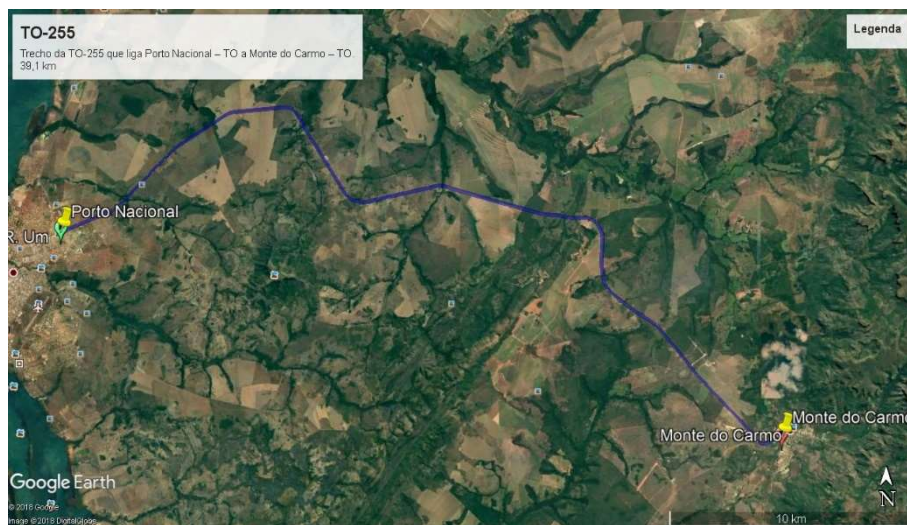 TO-255
Trecho da TO-255 que liga Porto Nacional – TO a Monte do Carmo – TO.
39,1 km
Legenda
Porto Nacional
R. Um
Monte do Carmo
Monte do Carmo
Google Earth
N
© 2018 Google
Image © 2018 DigitalGlobe
10 km